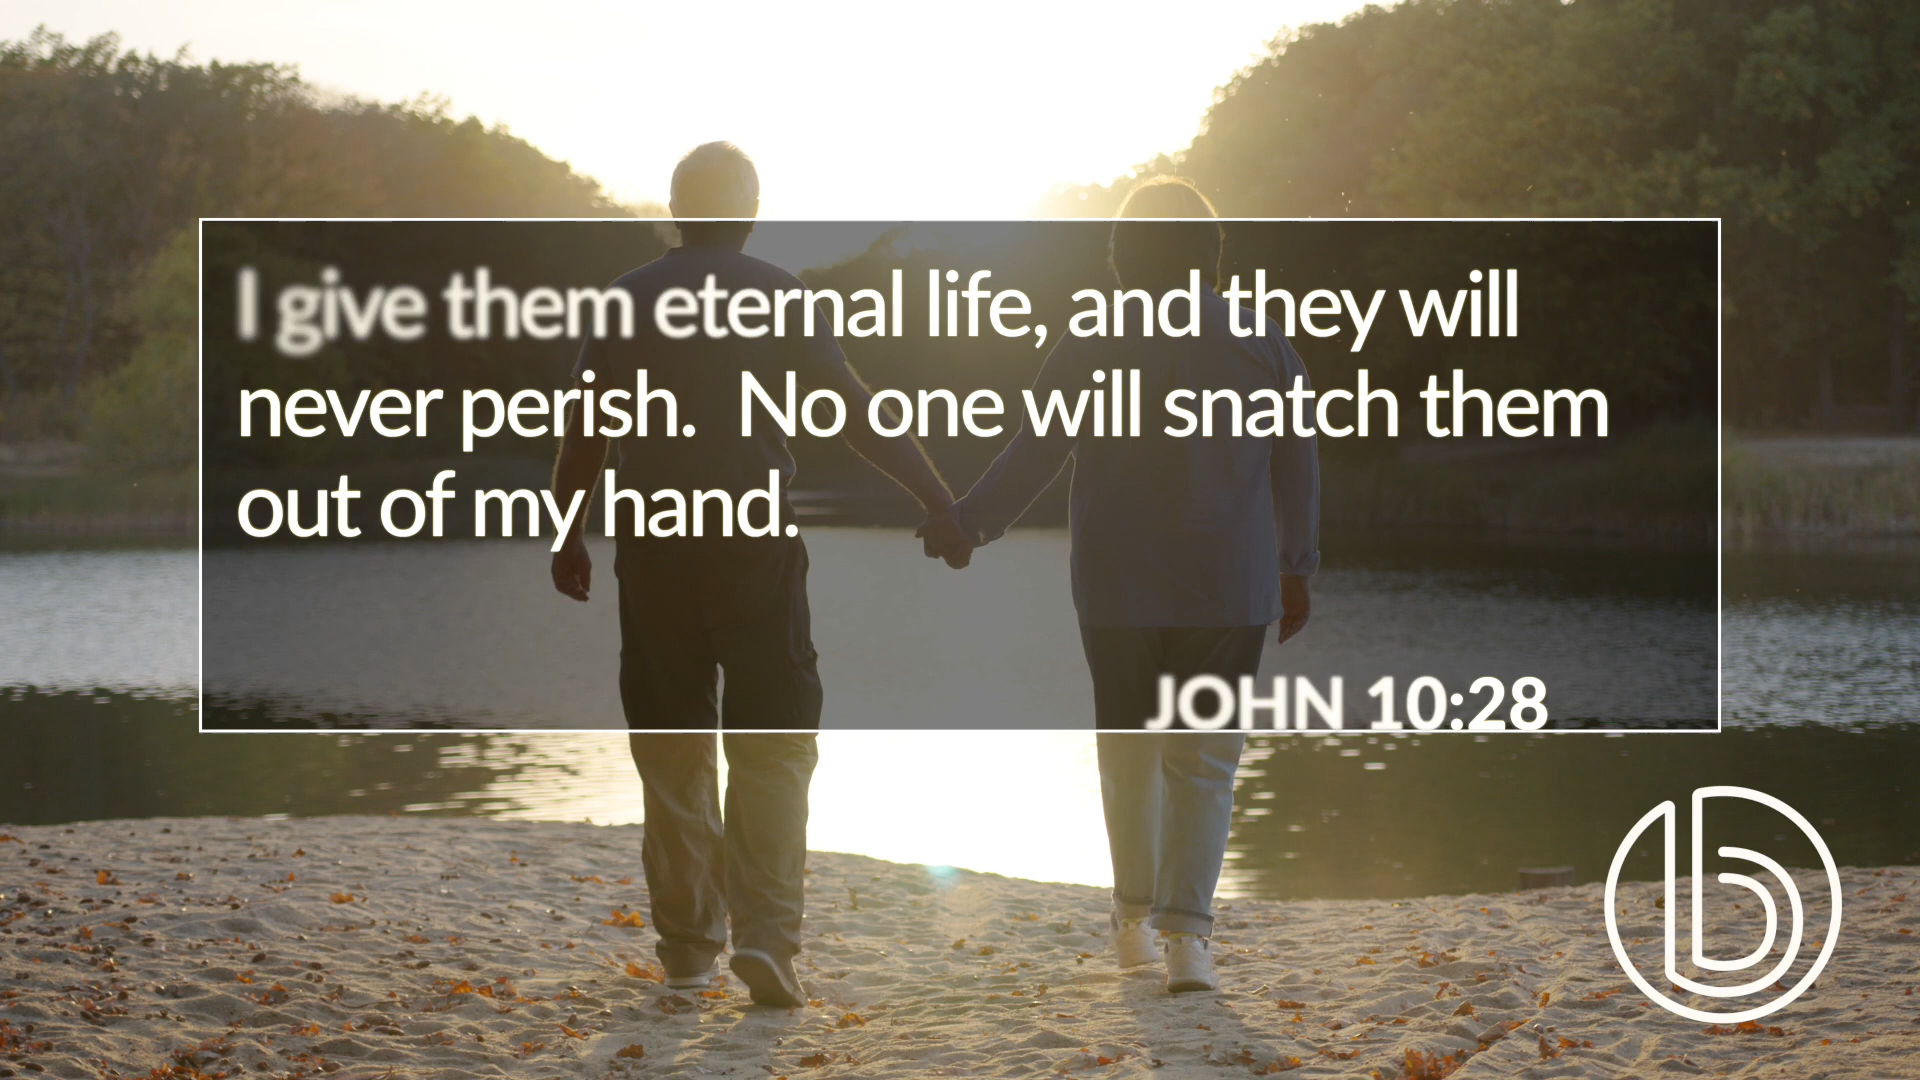 I give them eternal life, and they will
never perish.  No one will snatch them
out of my hand.
JOHN 10:28